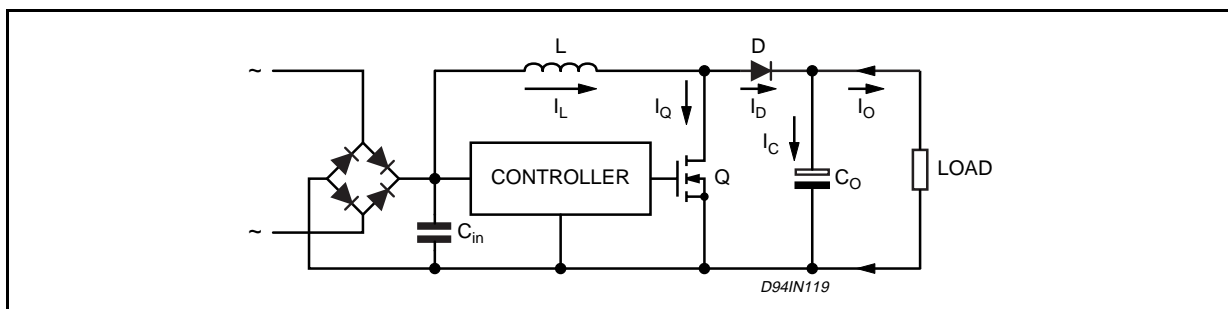 L
D
~
I_L
I_Q
I_D
I_O
I_C
CONTROLLER
Q
C_O
LOAD
~
C_in
D94IN119